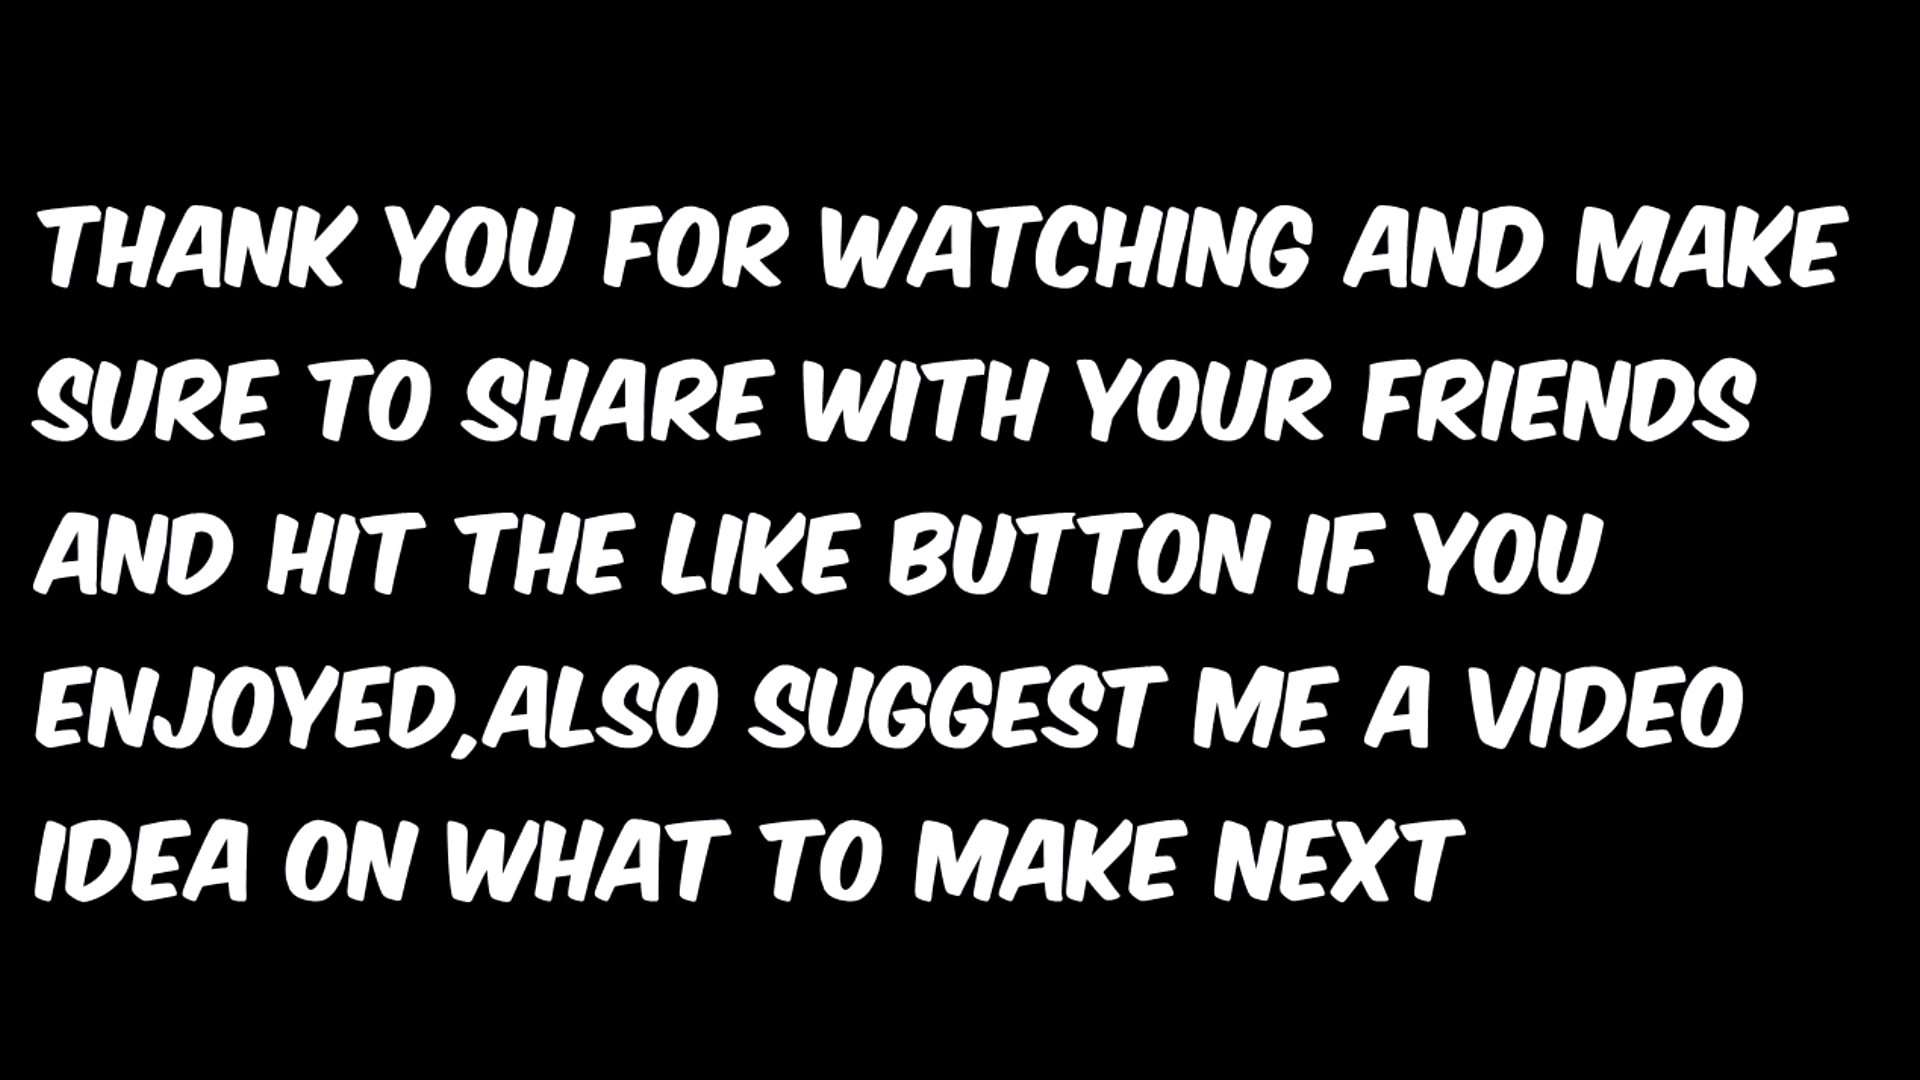 THANK YOU FOR WATCHING AND MAKE
SURE TO SHARE WITH YOUR FRIENDS
AND HIT THE LIKE BUTTON IF YOU
ENJOYED,ALSO SUGGEST ME A VIDEO
IDEA ON WHAT TO MAKE NEXT